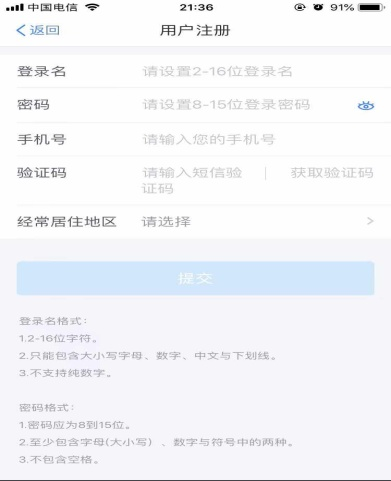 中国电信 21:36 91%
返回 用户注册
登录名 请设置2-16位登录名
密码 请设置8-15位登录密码
手机号 请输入您的手机号
验证码 请输入短信验证码 获取验证码
经常居住地区 请选择
提交
登录名格式：
1.2-16位字符。
2.只能包含大小写字母、数字、中文与下划线。
3.不支持纯数字。
密码格式：
1.密码应为8到15位。
2.至少包含字母(大小写）、数字与符号中的两种。
3.不包含空格。